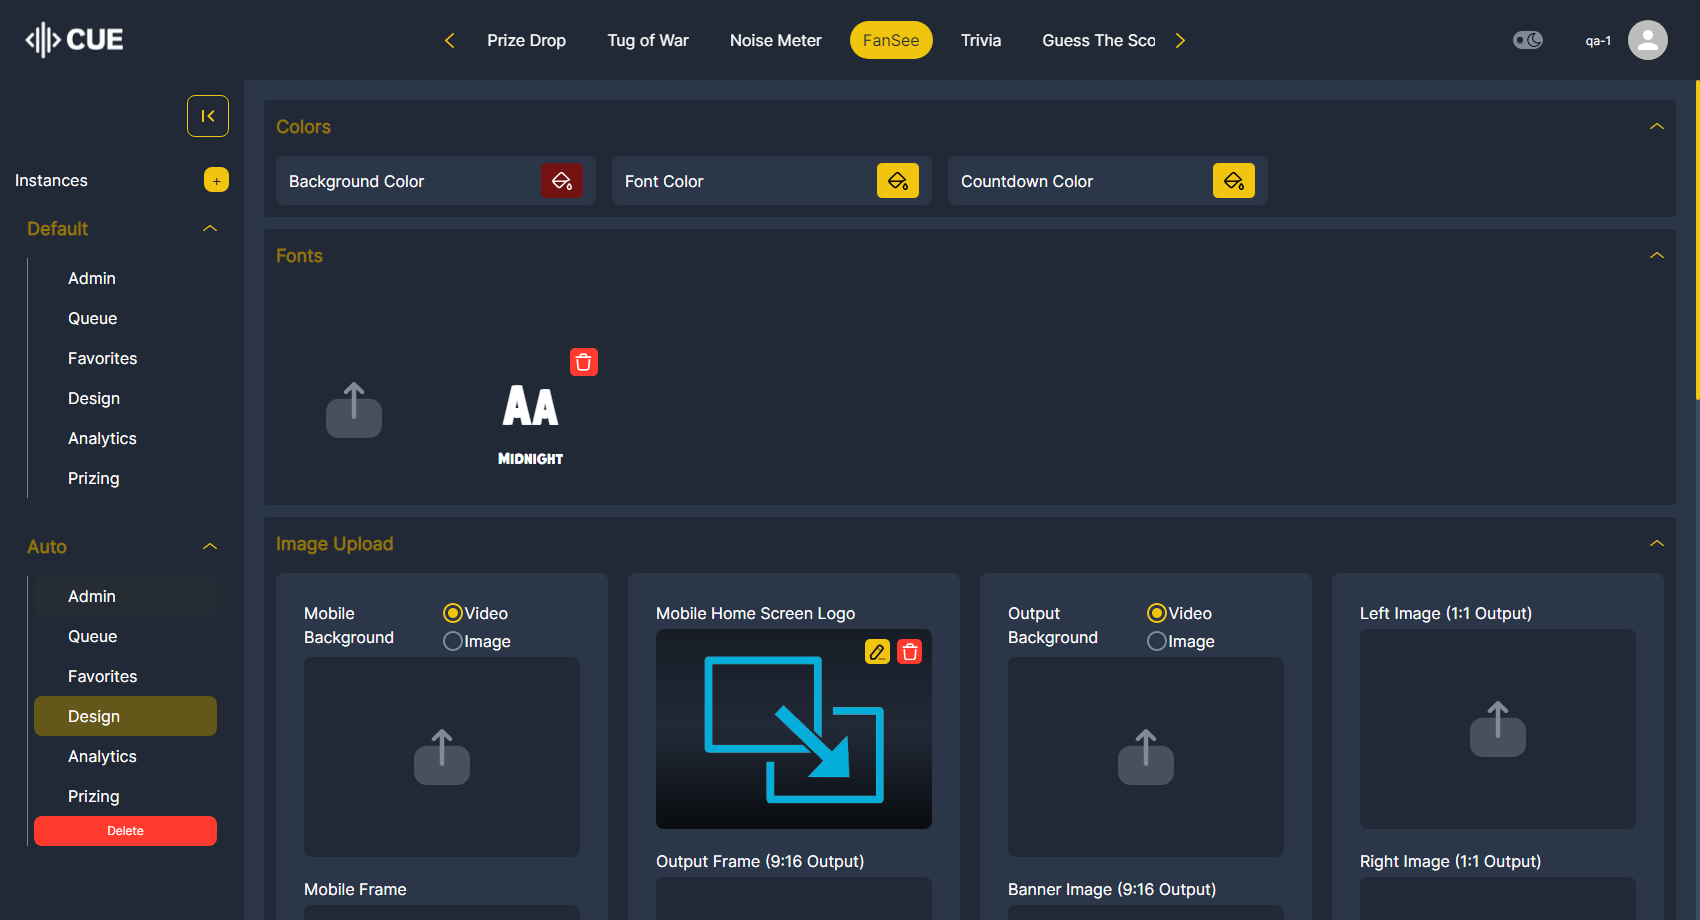 CUE
Prize Drop
Tug of War
Noise Meter
FanSee
Trivia
Guess The Sco
qa-1
Instances
+
Default
Admin
Queue
Favorites
Design
Analytics
Prizing
Auto
Admin
Queue
Favorites
Design
Analytics
Prizing
Delete
Colors
Background Color
Font Color
Countdown Color
Fonts
AA
MIDNIGHT
Image Upload
Mobile
Background
Video
Image
Mobile Home Screen Logo
Output
Background
Video
Image
Left Image (1:1 Output)
Mobile Frame
Output Frame (9:16 Output)
Banner Image (9:16 Output)
Right Image (1:1 Output)